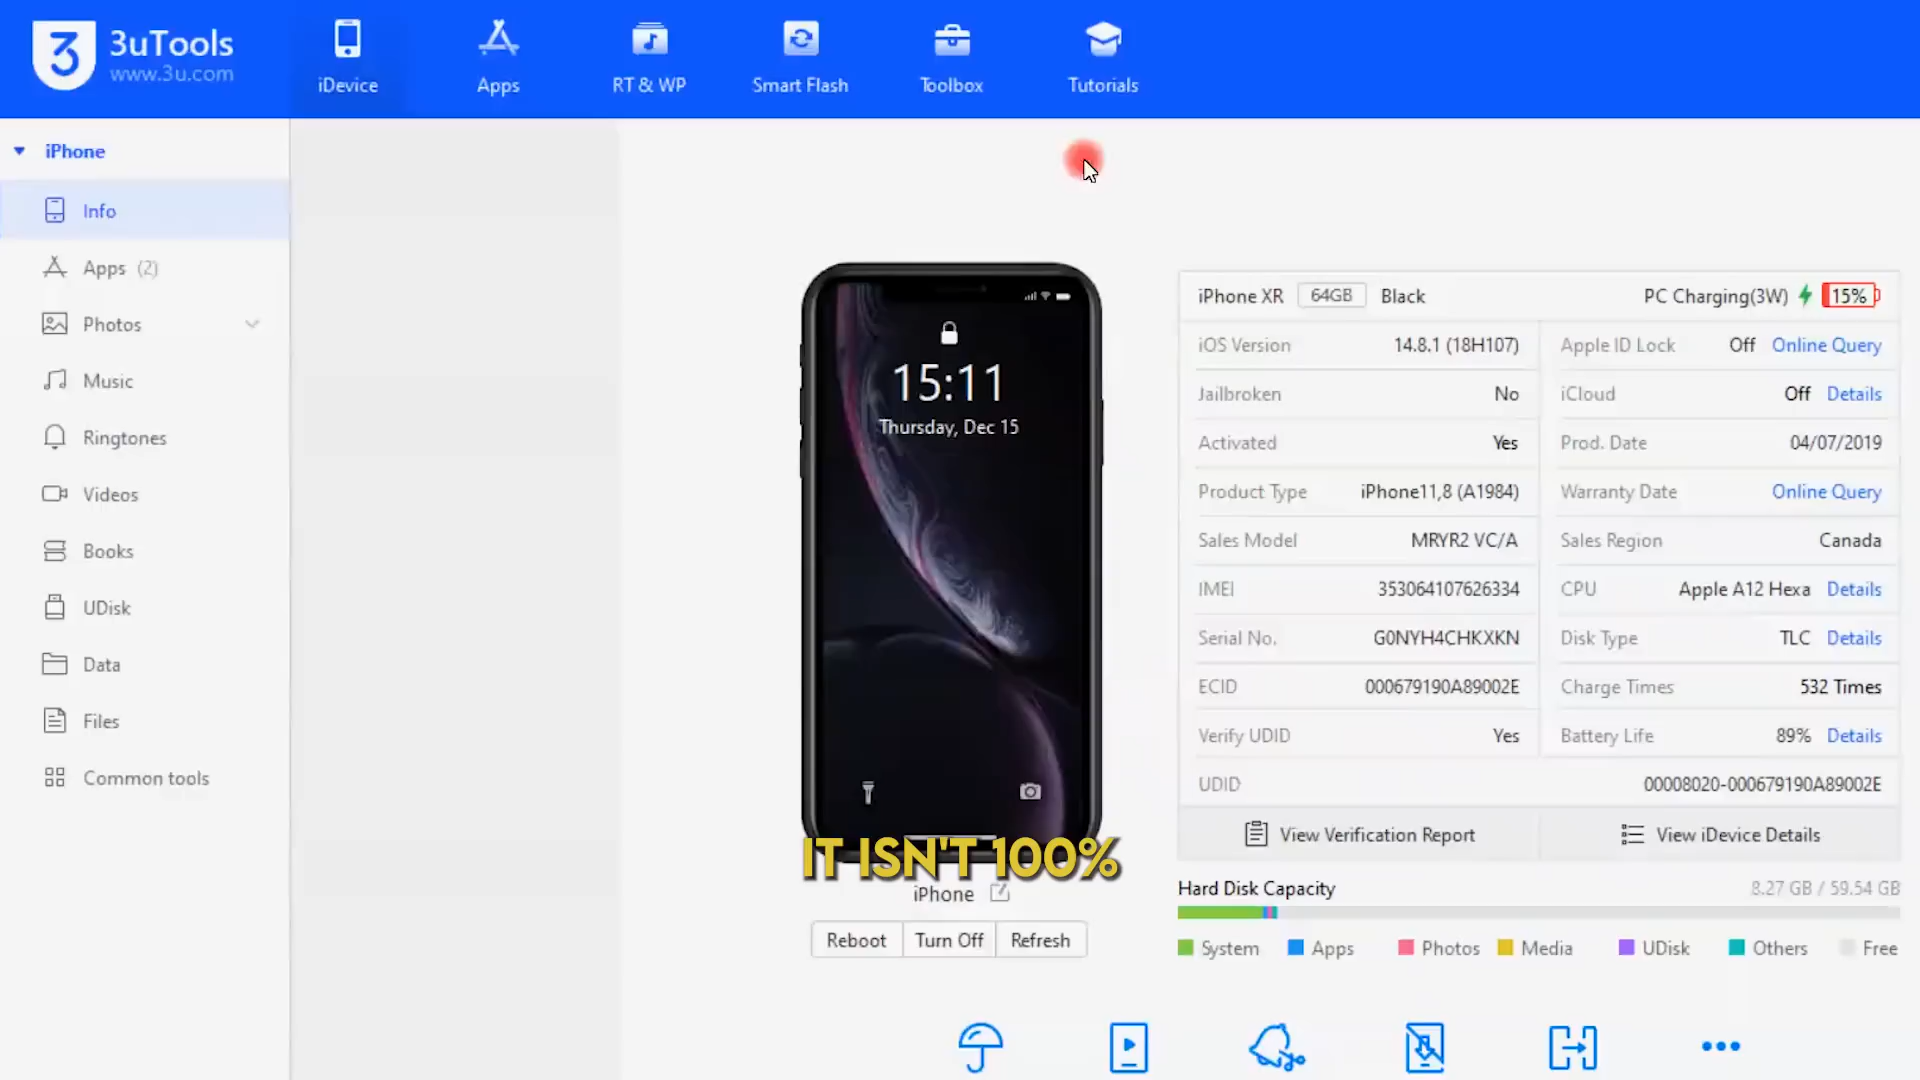 3uTools
www.3u.com
iDevice
Apps
RT & WP
Smart Flash
Toolbox
Tutorials
iPhone
Info
Apps (2)
Photos
Music
Ringtones
Videos
Books
UDisk
Data
Files
Common tools
15:11
Thursday, Dec 15
IT ISN'T 100%
iPhone
Reboot
Turn Off
Refresh
iPhone XR 64GB Black PC Charging(3W) 15%
iOS Version 14.8.1 (18H107) Apple ID Lock Off Online Query
Jailbroken No iCloud Off Details
Activated Yes Prod. Date 04/07/2019
Product Type iPhone11,8 (A1984) Warranty Date Online Query
Sales Model MRYR2 VC/A Sales Region Canada
IMEI 353064107626334 CPU Apple A12 Hexa Details
Serial No. G0NYH4CHKXKN Disk Type TLC Details
ECID 000679190A89002E Charge Times 532 Times
Verify UDID Yes Battery Life 89% Details
UDID 00008020-000679190A89002E
View Verification Report View iDevice Details
Hard Disk Capacity 8.27 GB / 59.54 GB
System Apps Photos Media UDisk Others Free